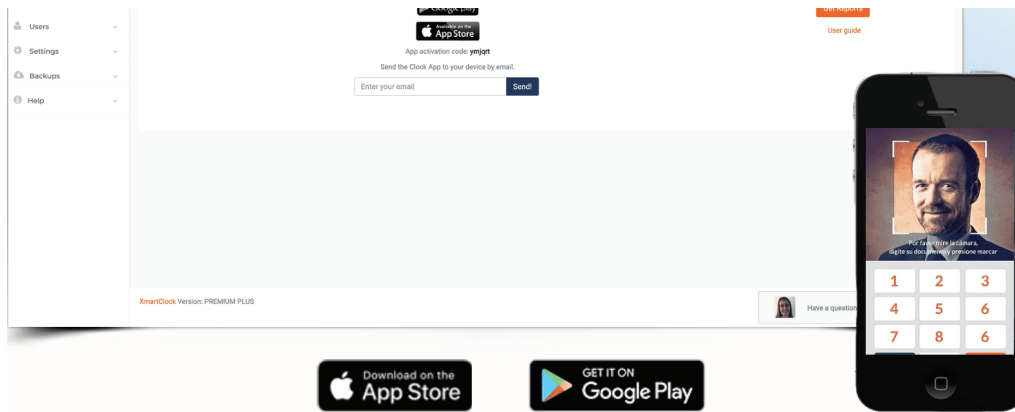 Google play
Get Reports
Available on the
App Store
User guide
Users
Settings
Backups
Help
App activation code: ymjqrt
Send the Clock App to your device by email.
Enter your email
Send!
XmartClock Version: PREMIUM PLUS
Have a question
Por favor mire la cámara,
digite su documento y presione marcar
1 2 3
4 5 6
7 8 6
Download on the
App Store
GET IT ON
Google Play